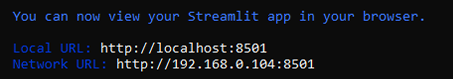 You can now view your Streamlit app in your browser.
Local URL: http://localhost:8501
Network URL: http://192.168.0.104:8501